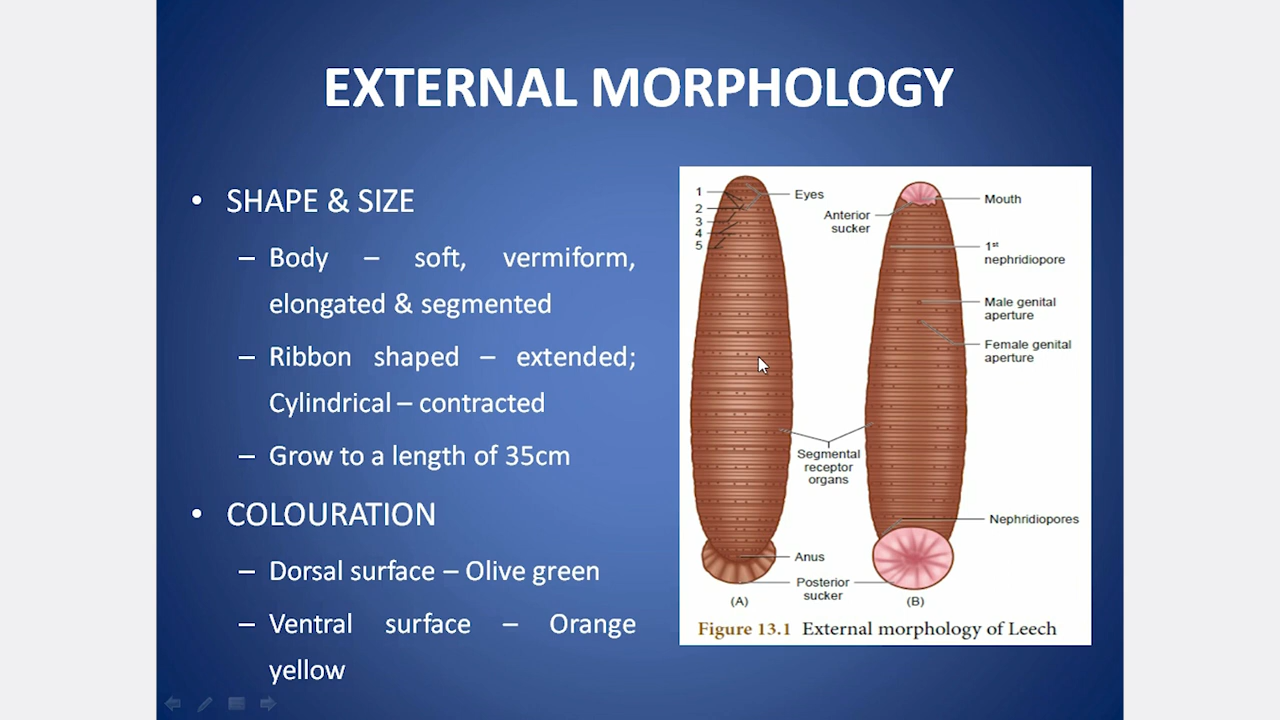 EXTERNAL MORPHOLOGY
• SHAPE & SIZE
– Body – soft, vermiform,
elongated & segmented
– Ribbon shaped – extended;
Cylindrical – contracted
– Grow to a length of 35cm
• COLOURATION
– Dorsal surface – Olive green
– Ventral surface – Orange
yellow
1
2
3
4
5
Eyes
Anterior
sucker
Mouth
1st
nephridiopore
Male genital
aperture
Female genital
aperture
Segmental
receptor
organs
Nephridiopores
Anus
Posterior
sucker
(A)
(B)
Figure 13.1 External morphology of Leech